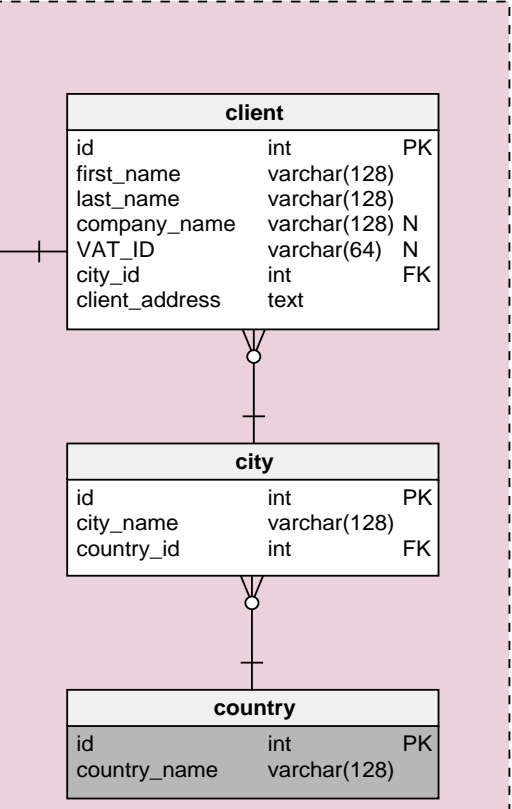 client
id int PK
first_name varchar(128)
last_name varchar(128)
company_name varchar(128) N
VAT_ID varchar(64) N
city_id int FK
client_address text
city
id int PK
city_name varchar(128)
country_id int FK
country
id int PK
country_name varchar(128)